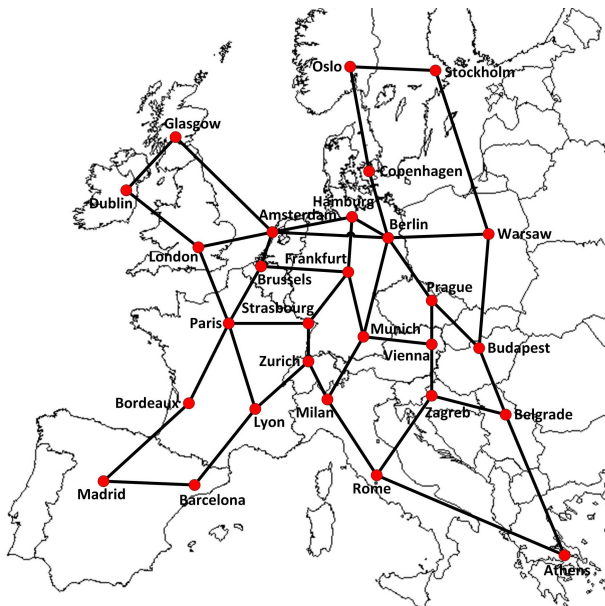 Oslo
Stockholm
Glasgow
Copenhagen
Dublin
Hamburg
Amsterdam
Berlin
Warsaw
London
Frankfurt
Brussels
Prague
Strasbourg
Paris
Munich
Vienna
Budapest
Zurich
Bordeaux
Lyon
Milan
Zagreb
Belgrade
Madrid
Barcelona
Rome
Athens